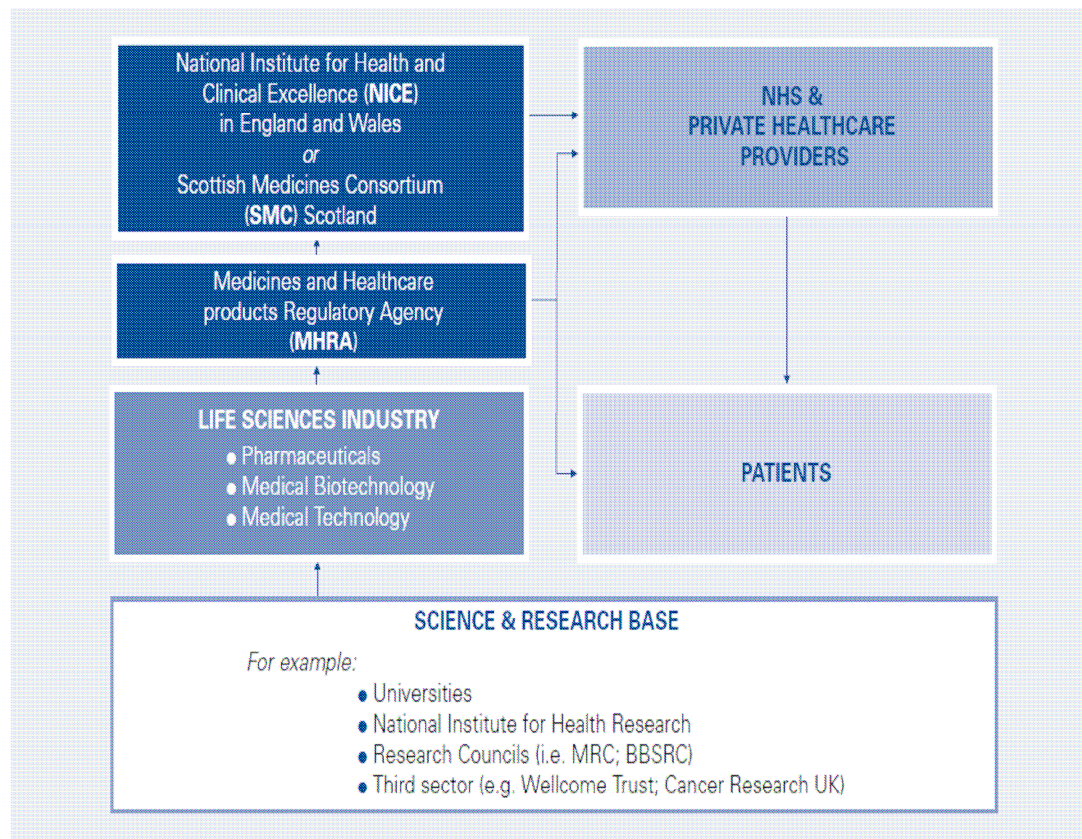 National Institute for Health and
Clinical Excellence (NICE)
in England and Wales
or
Scottish Medicines Consortium
(SMC) Scotland
NHS &
PRIVATE HEALTHCARE
PROVIDERS
Medicines and Healthcare
products Regulatory Agency
(MHRA)
LIFE SCIENCES INDUSTRY
● Pharmaceuticals
● Medical Biotechnology
● Medical Technology
PATIENTS
SCIENCE & RESEARCH BASE
For example:
● Universities
● National Institute for Health Research
● Research Councils (i.e. MRC; BBSRC)
● Third sector (e.g. Wellcome Trust; Cancer Research UK)